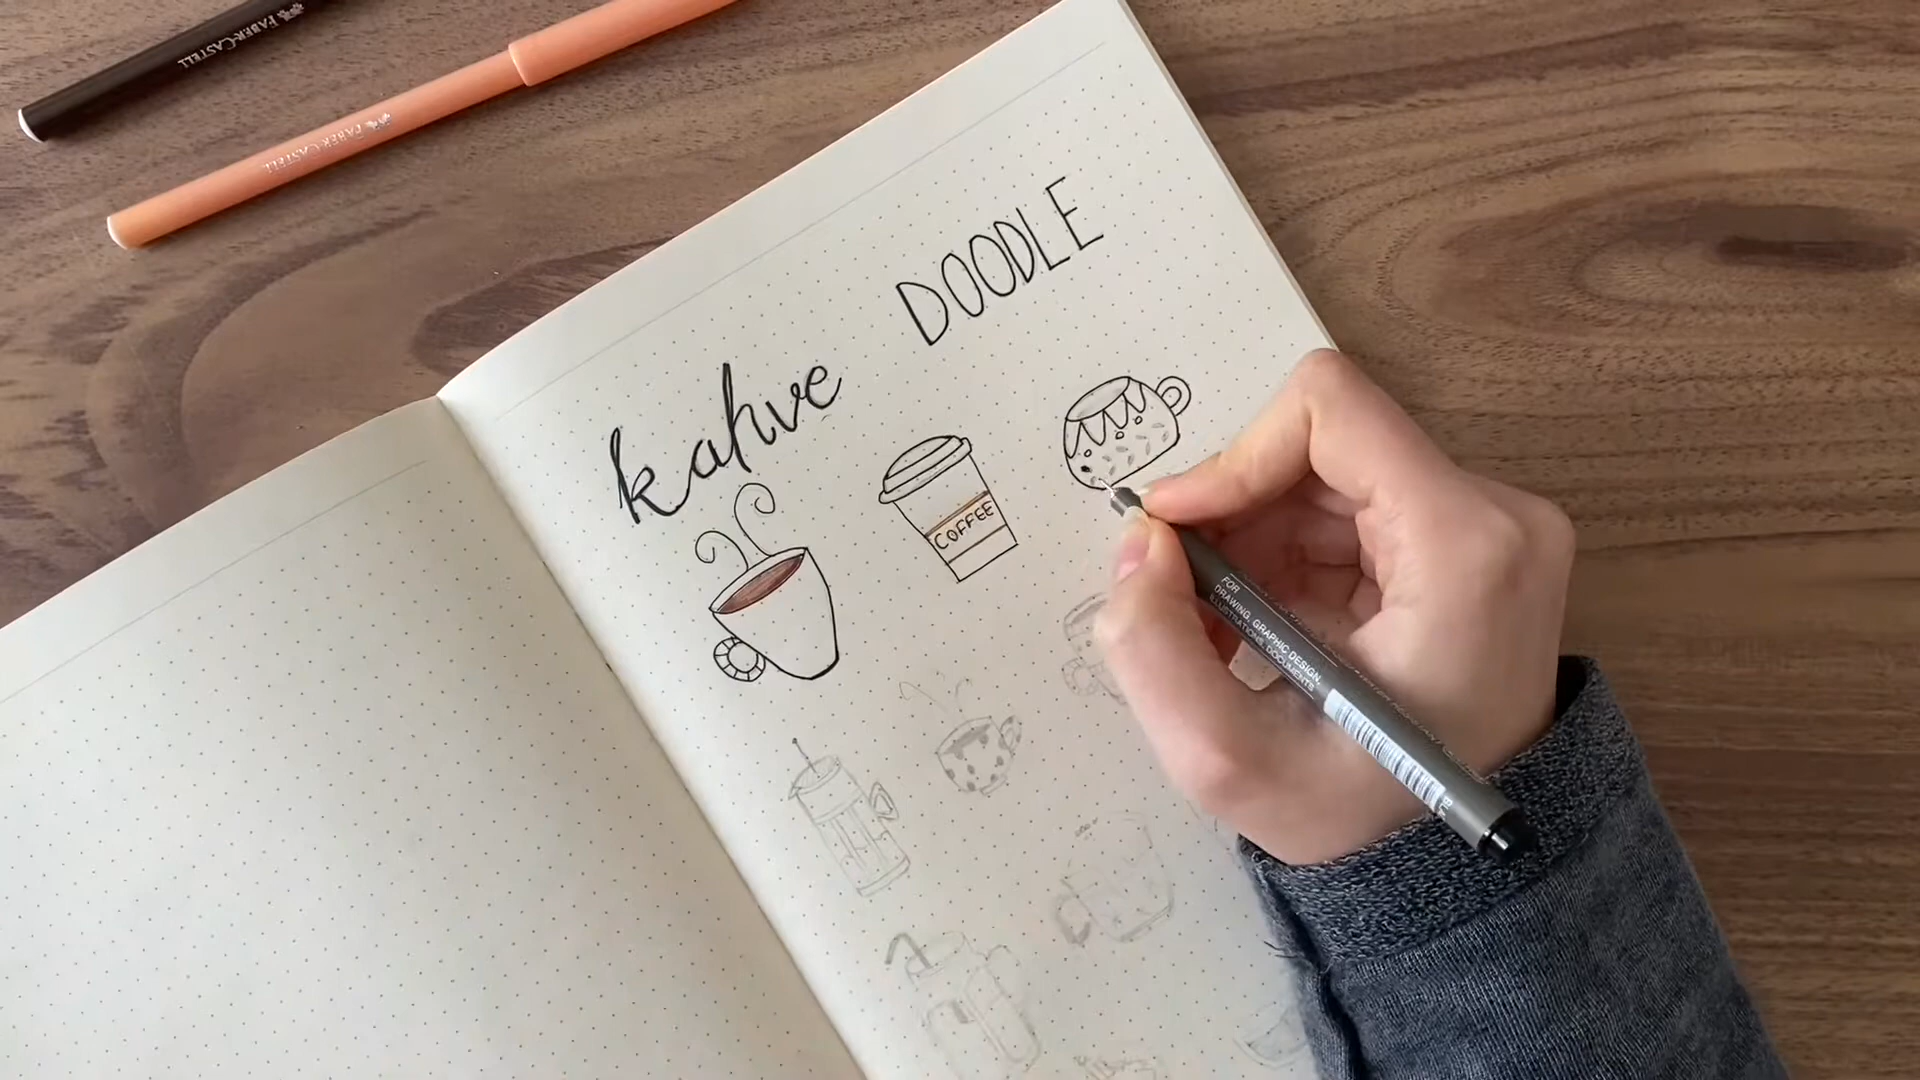 FABER-CASTELL
FABER-CASTELL
kahve DOODLE
COFFEE
FOR
DRAWING, GRAPHIC DESIGN,
ILLUSTRATIONS, DOCUMENTS